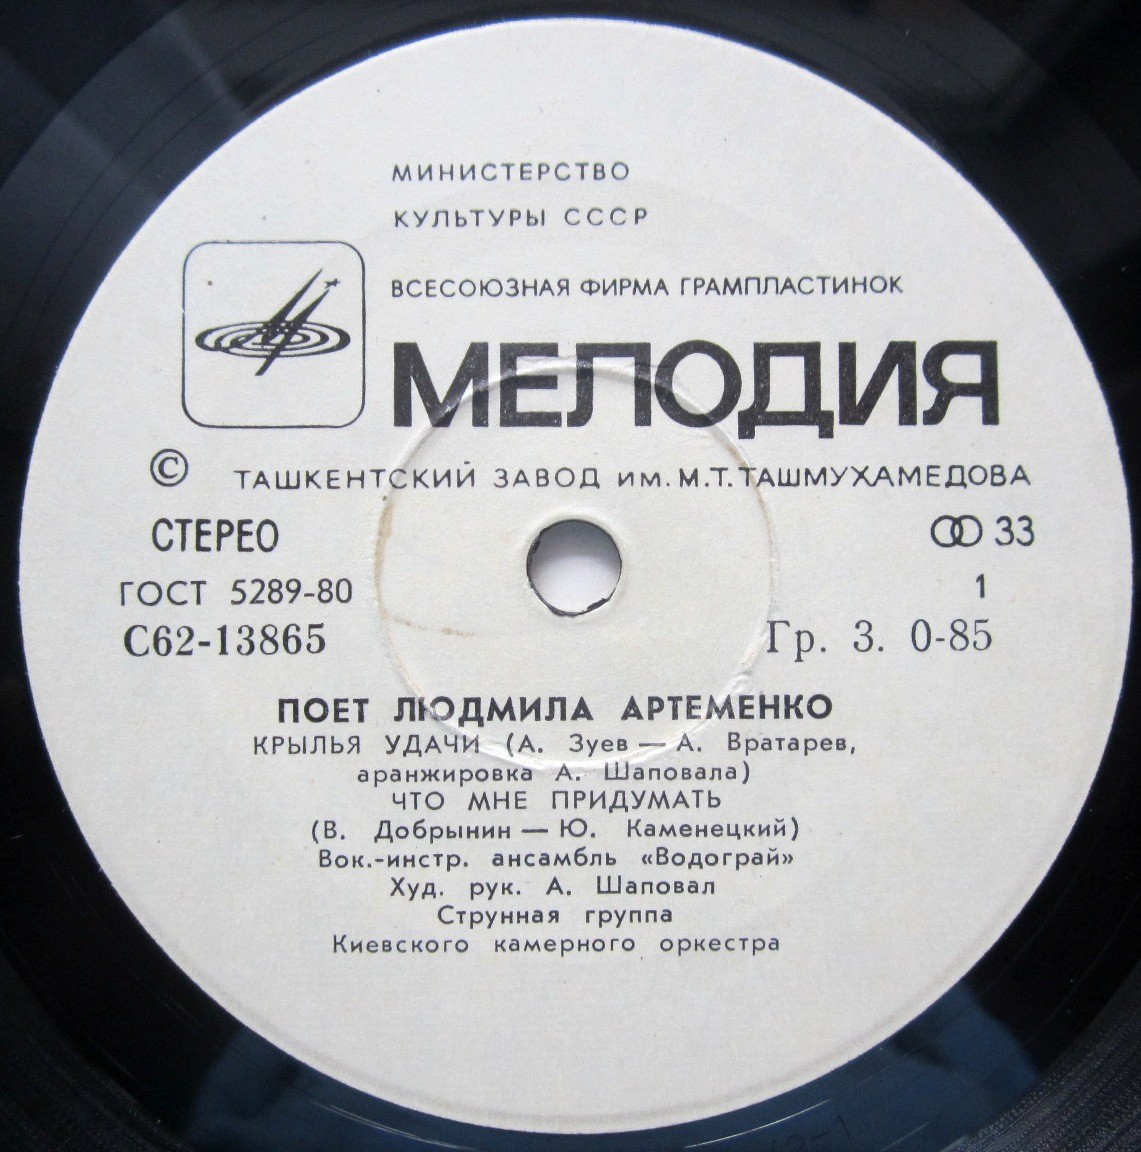 МИНИСТЕРСТВО
КУЛЬТУРЫ СССР
ВСЕСОЮЗНАЯ ФИРМА ГРАМПЛАСТИНОК
МЕЛОДИЯ
© ТАШКЕНТСКИЙ ЗАВОД им. М.Т. ТАШМУХАМЕДОВА
СТЕРЕО 33
ГОСТ 5289-80 1
С62-13865 Гр. 3. 0-85
ПОЕТ ЛЮДМИЛА АРТЕМЕНКО
КРЫЛЬЯ УДАЧИ (А. Зуев — А. Вратарев,
аранжировка А. Шаповала)
ЧТО МНЕ ПРИДУМАТЬ
(В. Добрынин — Ю. Каменецкий)
Вок.-инстр. ансамбль «Водограй»
Худ. рук. А. Шаповал
Струнная группа
Киевского камерного оркестра